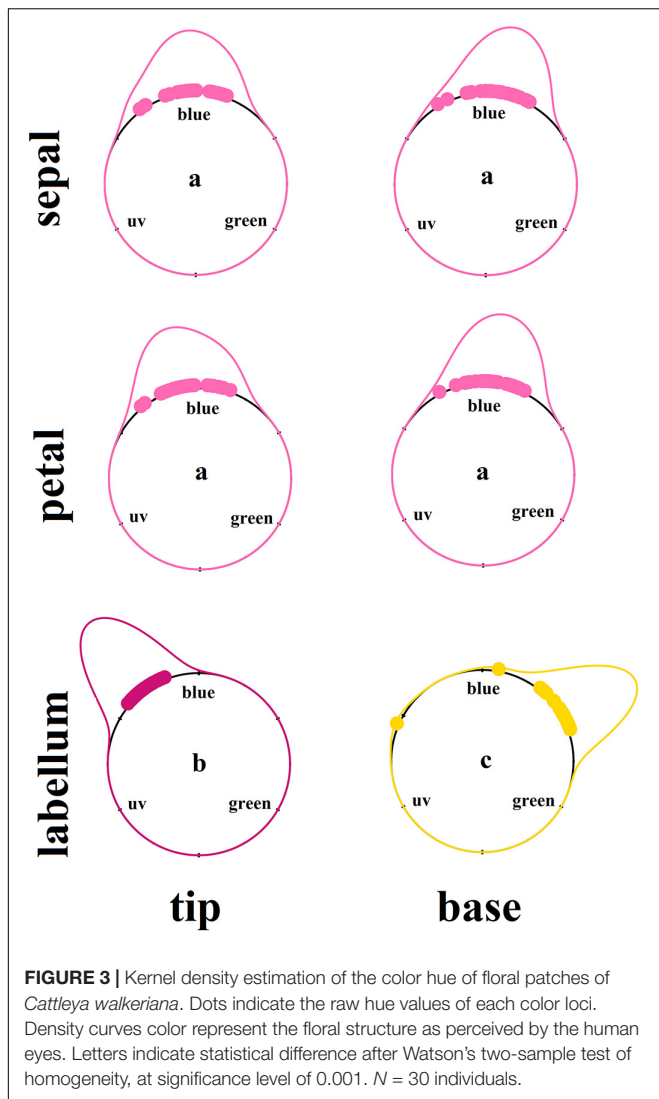 sepal
blue
a
uv
green
blue
a
uv
green
petal
blue
a
uv
green
blue
a
uv
green
labellum
blue
b
uv
green
blue
c
uv
green
tip
base
FIGURE 3 | Kernel density estimation of the color hue of floral patches of
Cattleya walkeriana. Dots indicate the raw hue values of each color loci.
Density curves color represent the floral structure as perceived by the human
eyes. Letters indicate statistical difference after Watson's two-sample test of
homogeneity, at significance level of 0.001. N = 30 individuals.